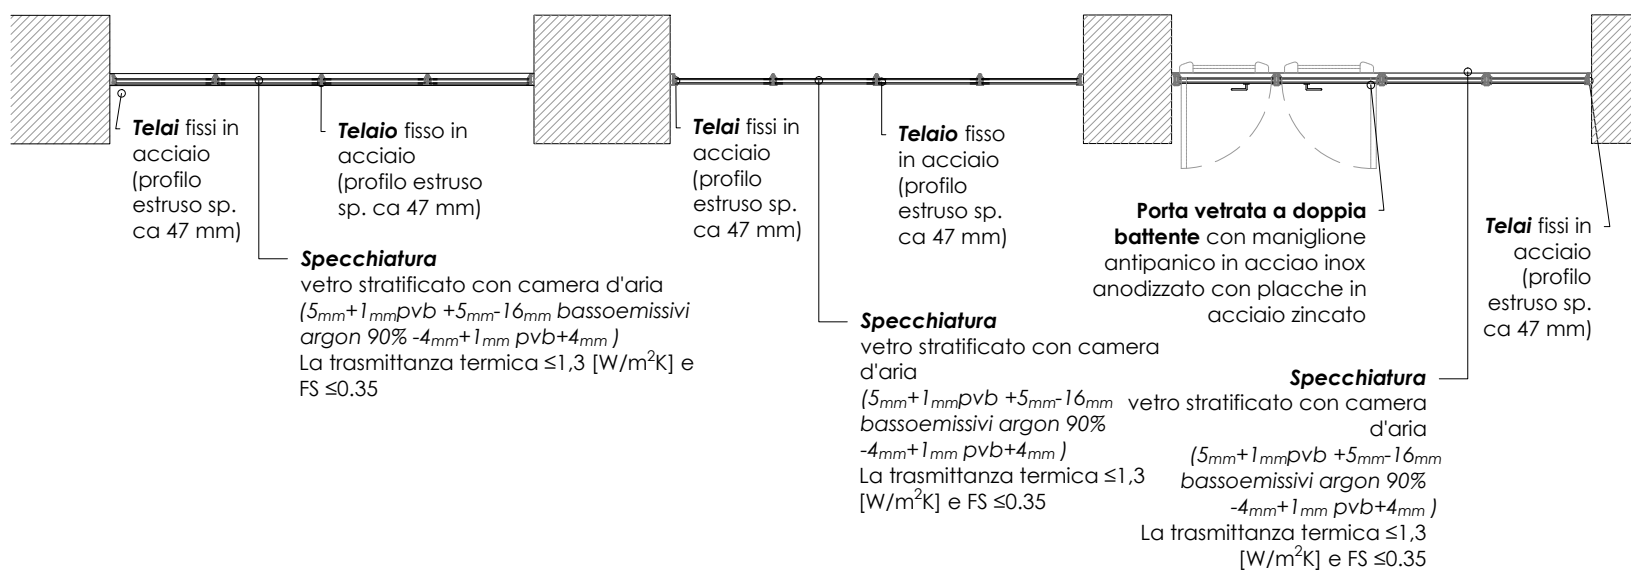 Telai fissi in
acciaio
(profilo
estruso sp.
ca 47 mm)
Telaio fisso in
acciaio
(profilo estruso
sp. ca 47 mm)
Specchiatura
vetro stratificato con camera d'aria
(5mm+1mmpvb +5mm-16mm bassoemissivi
argon 90% -4mm+1mm pvb+4mm )
La trasmittanza termica ≤1,3 [W/m²K] e
FS ≤0.35
Telai fissi in
acciaio
(profilo
estruso sp.
ca 47 mm)
Telaio fisso
in acciaio
(profilo
estruso sp.
ca 47 mm)
Specchiatura
vetro stratificato con camera
d'aria
(5mm+1mmpvb +5mm-16mm
bassoemissivi argon 90%
-4mm+1mm pvb+4mm )
La trasmittanza termica ≤1,3
[W/m²K] e FS ≤0.35
Porta vetrata a doppia
battente con maniglione
antipanico in acciao inox
anodizzato con placche in
acciaio zincato
Specchiatura
vetro stratificato con camera
d'aria
(5mm+1mmpvb +5mm-16mm
bassoemissivi argon 90%
-4mm+1mm pvb+4mm )
La trasmittanza termica ≤1,3
[W/m²K] e FS ≤0.35
Telai fissi in
acciaio
(profilo
estruso sp.
ca 47 mm)